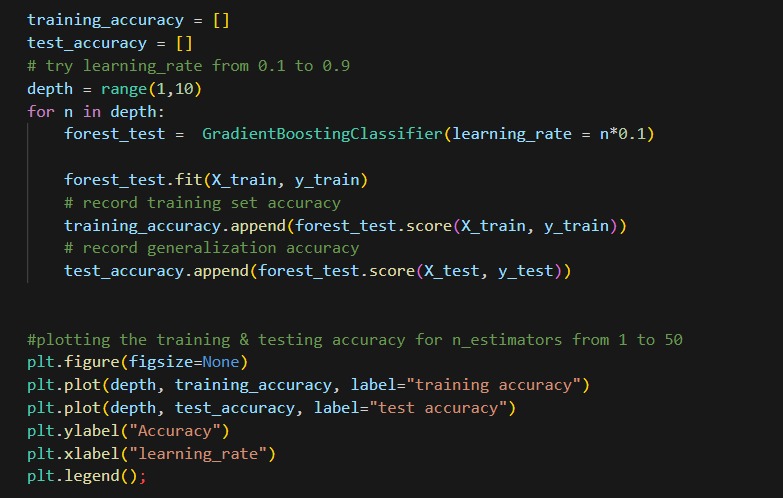 training_accuracy = []
test_accuracy = []
# try learning_rate from 0.1 to 0.9
depth = range(1,10)
for n in depth:
    forest_test =  GradientBoostingClassifier(learning_rate = n*0.1)
    forest_test.fit(X_train, y_train)
    # record training set accuracy
    training_accuracy.append(forest_test.score(X_train, y_train))
    # record generalization accuracy
    test_accuracy.append(forest_test.score(X_test, y_test))
#plotting the training & testing accuracy for n_estimators from 1 to 50
plt.figure(figsize=None)
plt.plot(depth, training_accuracy, label="training accuracy")
plt.plot(depth, test_accuracy, label="test accuracy")
plt.ylabel("Accuracy")
plt.xlabel("learning_rate")
plt.legend();